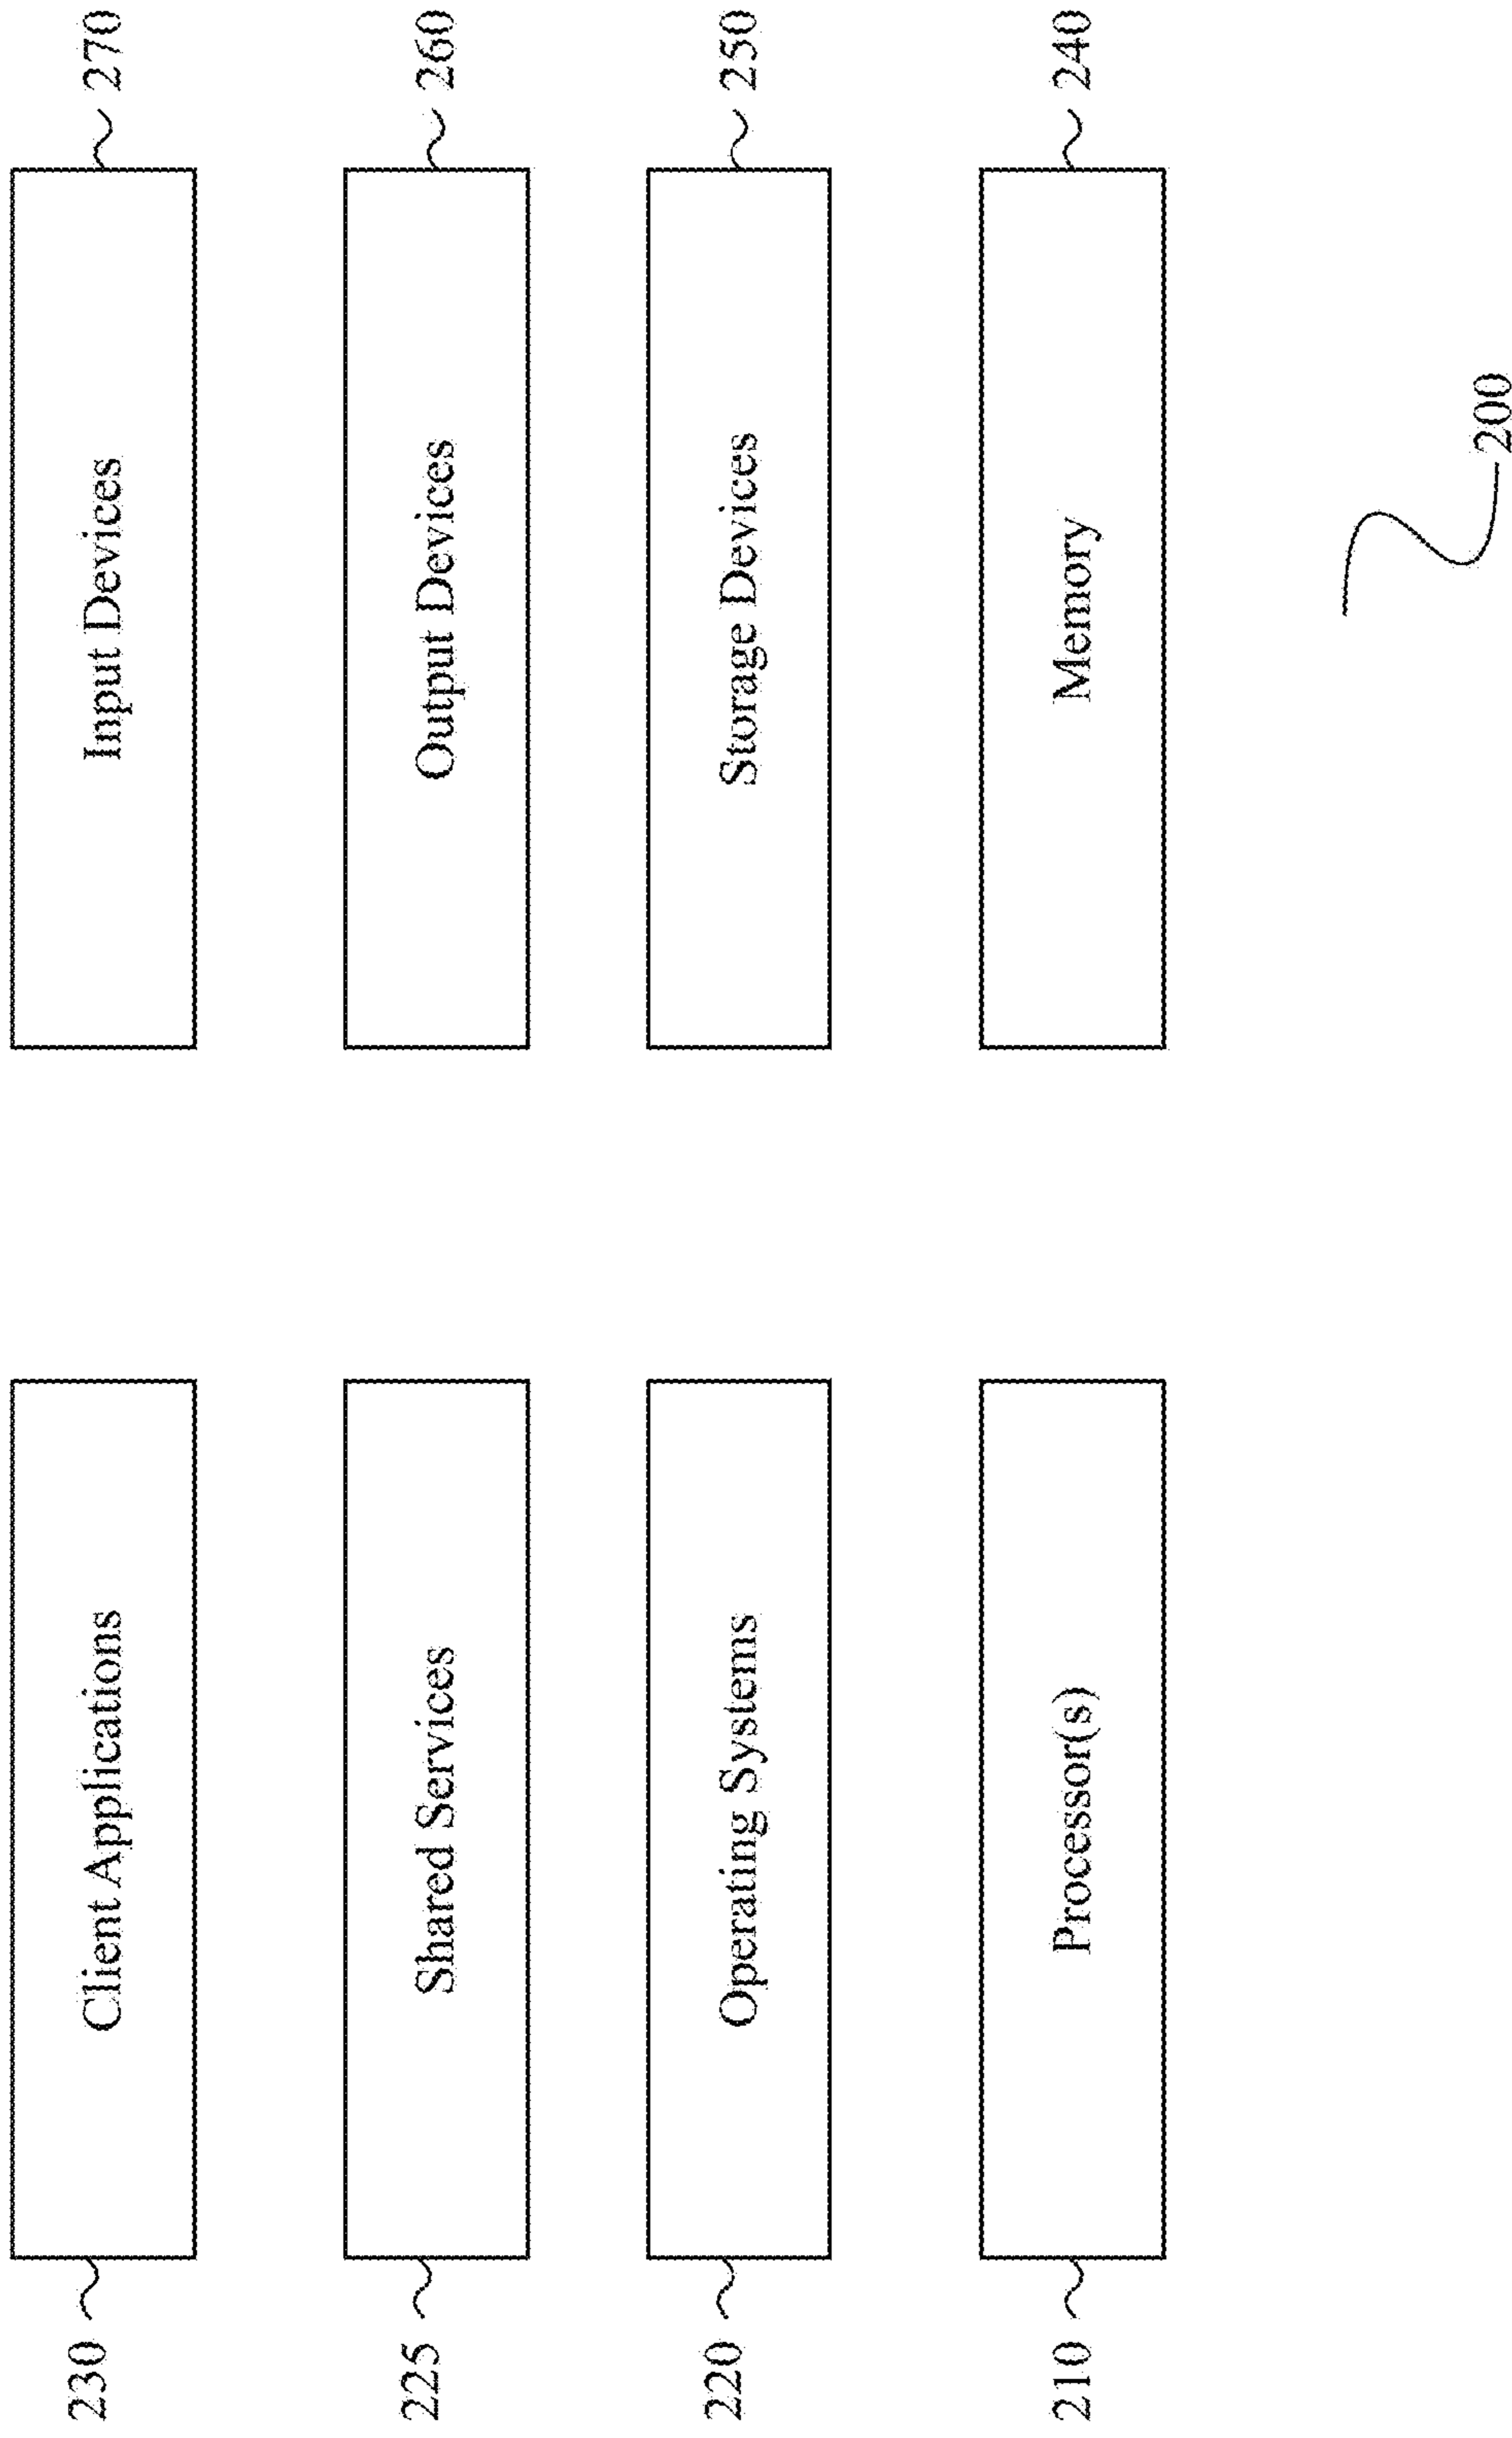 230
Client Applications
Input Devices
270
225
Shared Services
Output Devices
260
220
Operating Systems
Storage Devices
250
210
Processor(s)
Memory
240
200